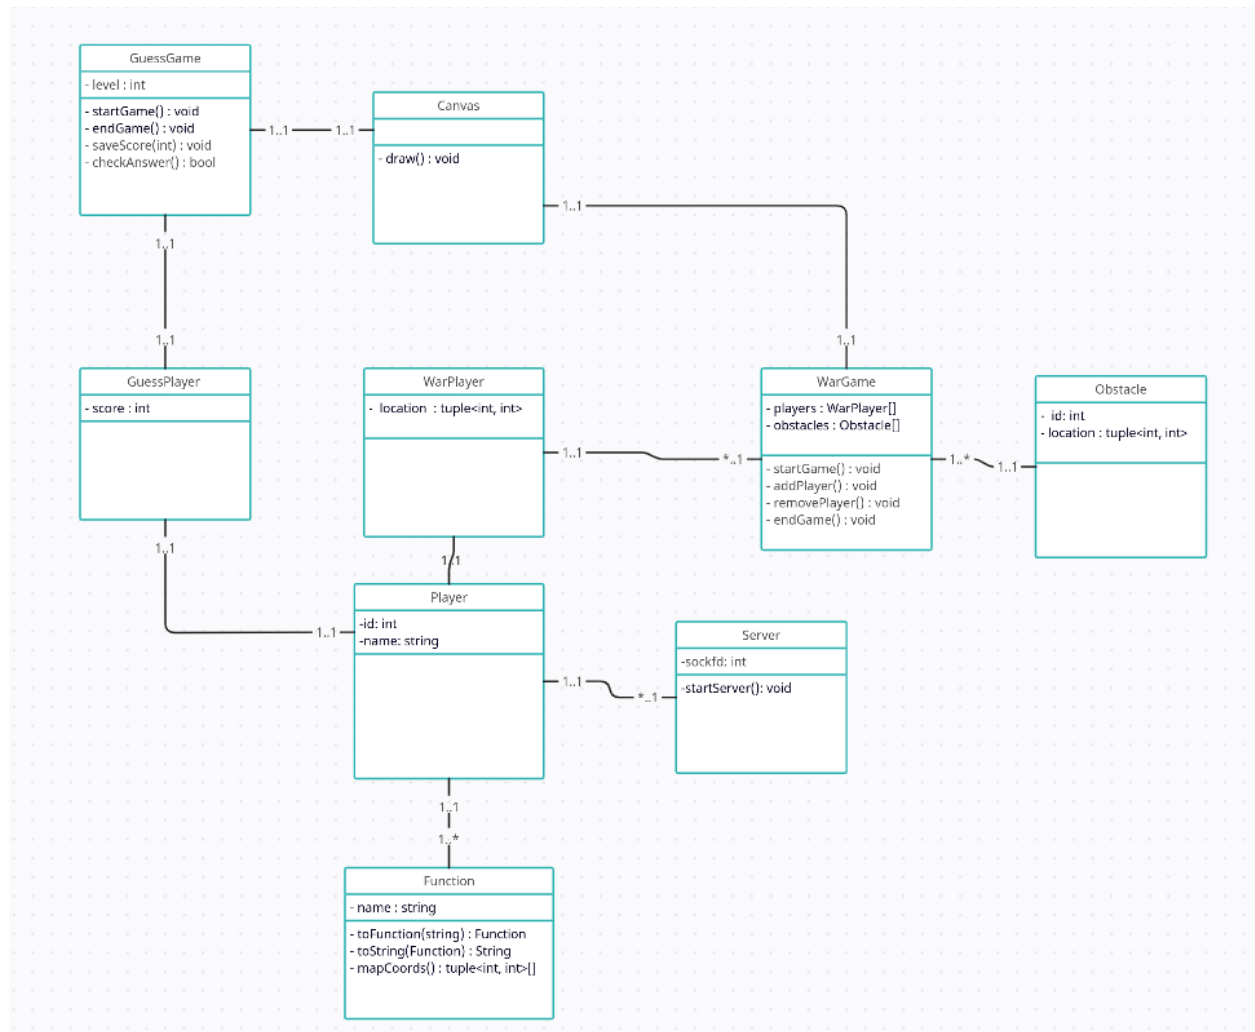 GuessGame
- level : int
- startGame() : void
- endGame() : void
- saveScore(int) : void
- checkAnswer() : bool
1..1
1..1
Canvas
- draw() : void
1..1
1..1
1..1
1..1
GuessPlayer
- score : int
WarPlayer
- location : tuple<int, int>
WarGame
- players : WarPlayer[]
- obstacles : Obstacle[]
- startGame() : void
- addPlayer() : void
- removePlayer() : void
- endGame() : void
Obstacle
- id: int
- location : tuple<int, int>
1..1
*..1
1..*
1..1
1..1
1..1
1..1
Player
-id: int
-name: string
1..1
*..1
Server
-sockfd: int
-startServer(): void
1..1
1..*
Function
- name : string
- toFunction(string) : Function
- toString(Function) : String
- mapCoords() : tuple<int, int>[]